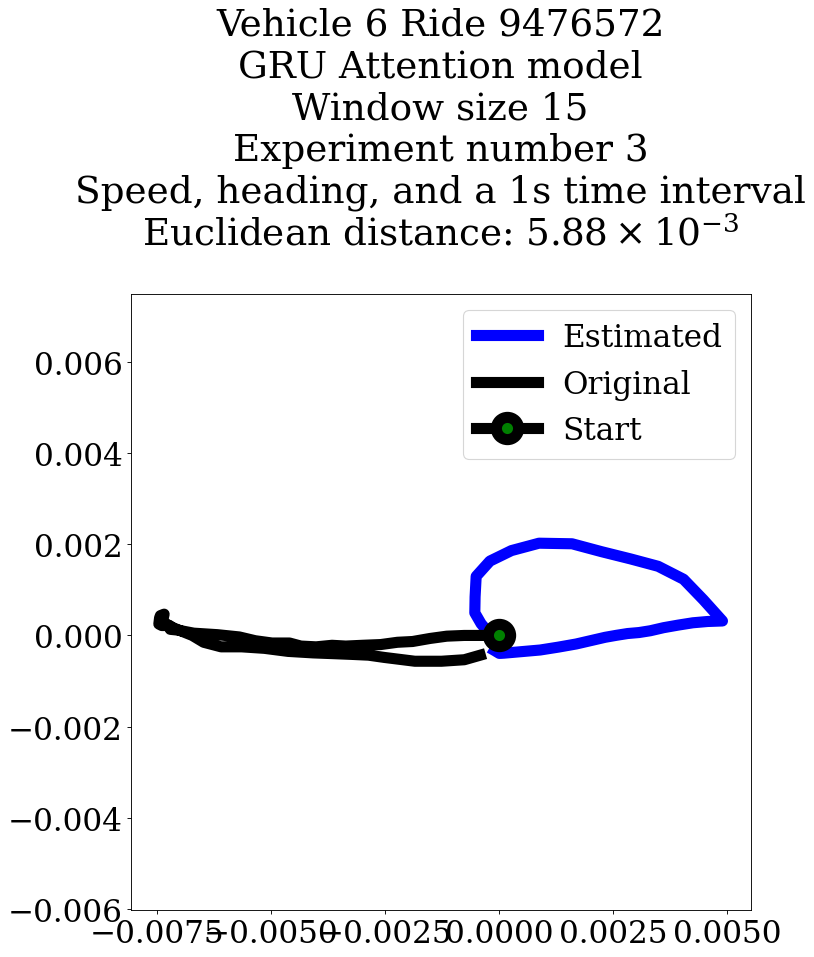 Vehicle 6 Ride 9476572
GRU Attention model
Window size 15
Experiment number 3
Speed, heading, and a 1s time interval
Euclidean distance: 5.88 × 10⁻³
Estimated
Original
Start
0.006
0.004
0.002
0.000
−0.002
−0.004
−0.006
−0.0075 −0.0050 −0.0025 0.0000 0.0025 0.0050